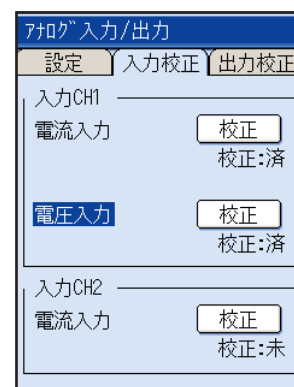 ｱﾅﾛｸﾞ入力/出力
設定 入力校正 出力校正
入力CH1
電流入力 校正
校正:済
電圧入力 校正
校正:済
入力CH2
電流入力 校正
校正:未